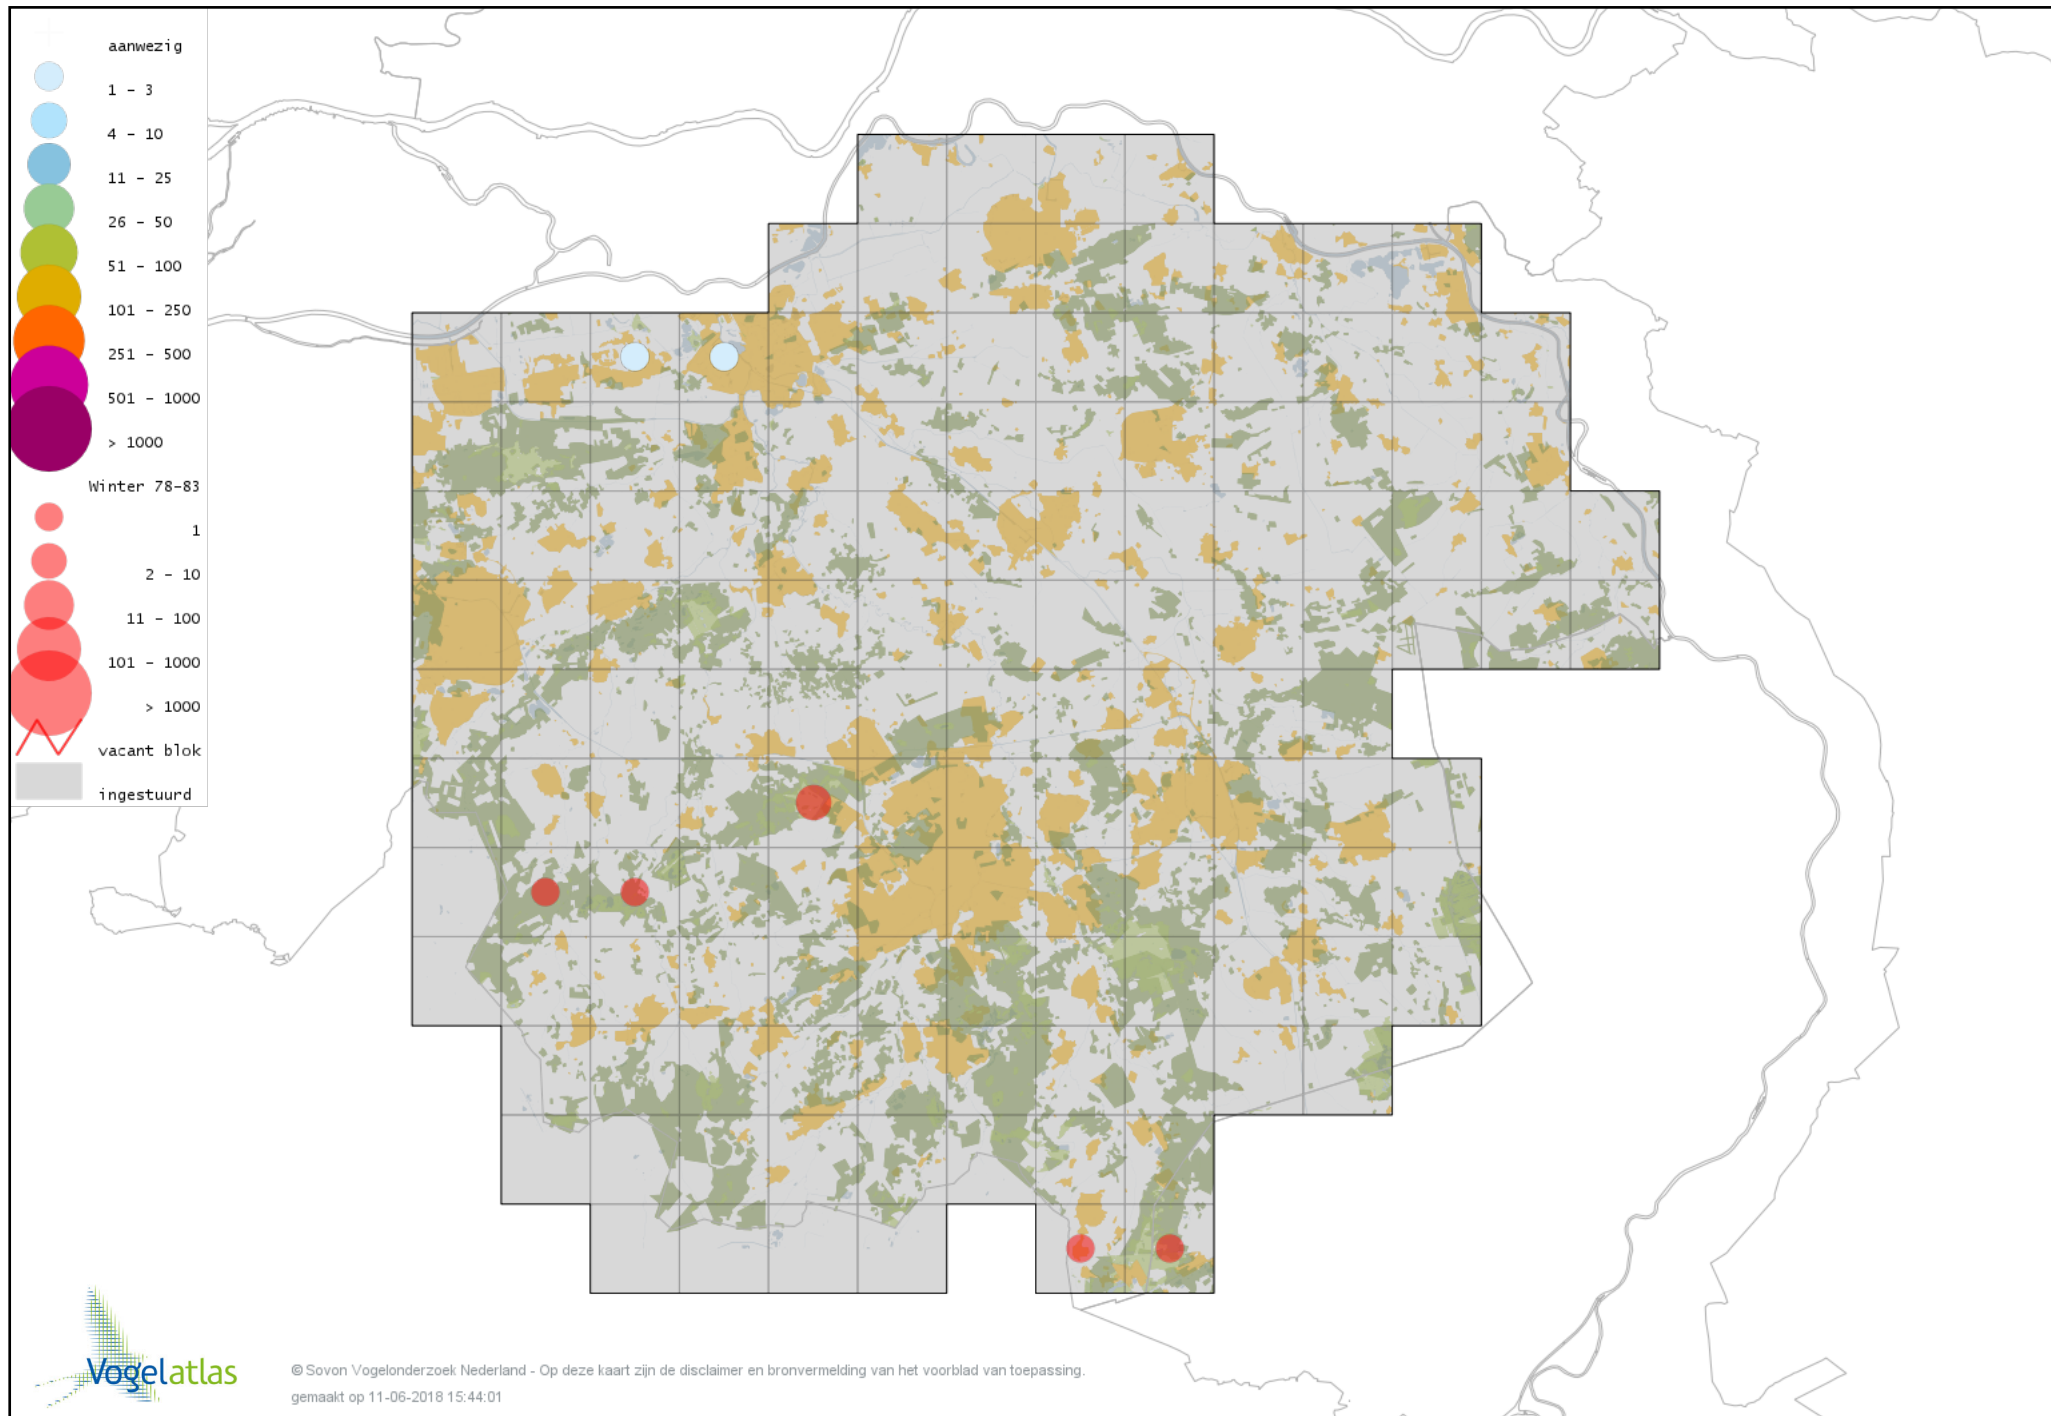 aanwezig
1 - 3
4 - 10
11 - 25
26 - 50
51 - 100
101 - 250
251 - 500
501 - 1000
> 1000
Winter 78-83
1
2 - 10
11 - 100
101 - 1000
> 1000
vacant blok
ingestuurd
Vogelatlas
© Sovon Vogelonderzoek Nederland - Op deze kaart zijn de disclaimer en bronvermelding van het voorblad van toepassing.
gemaakt op 11-06-2018 15:44:01